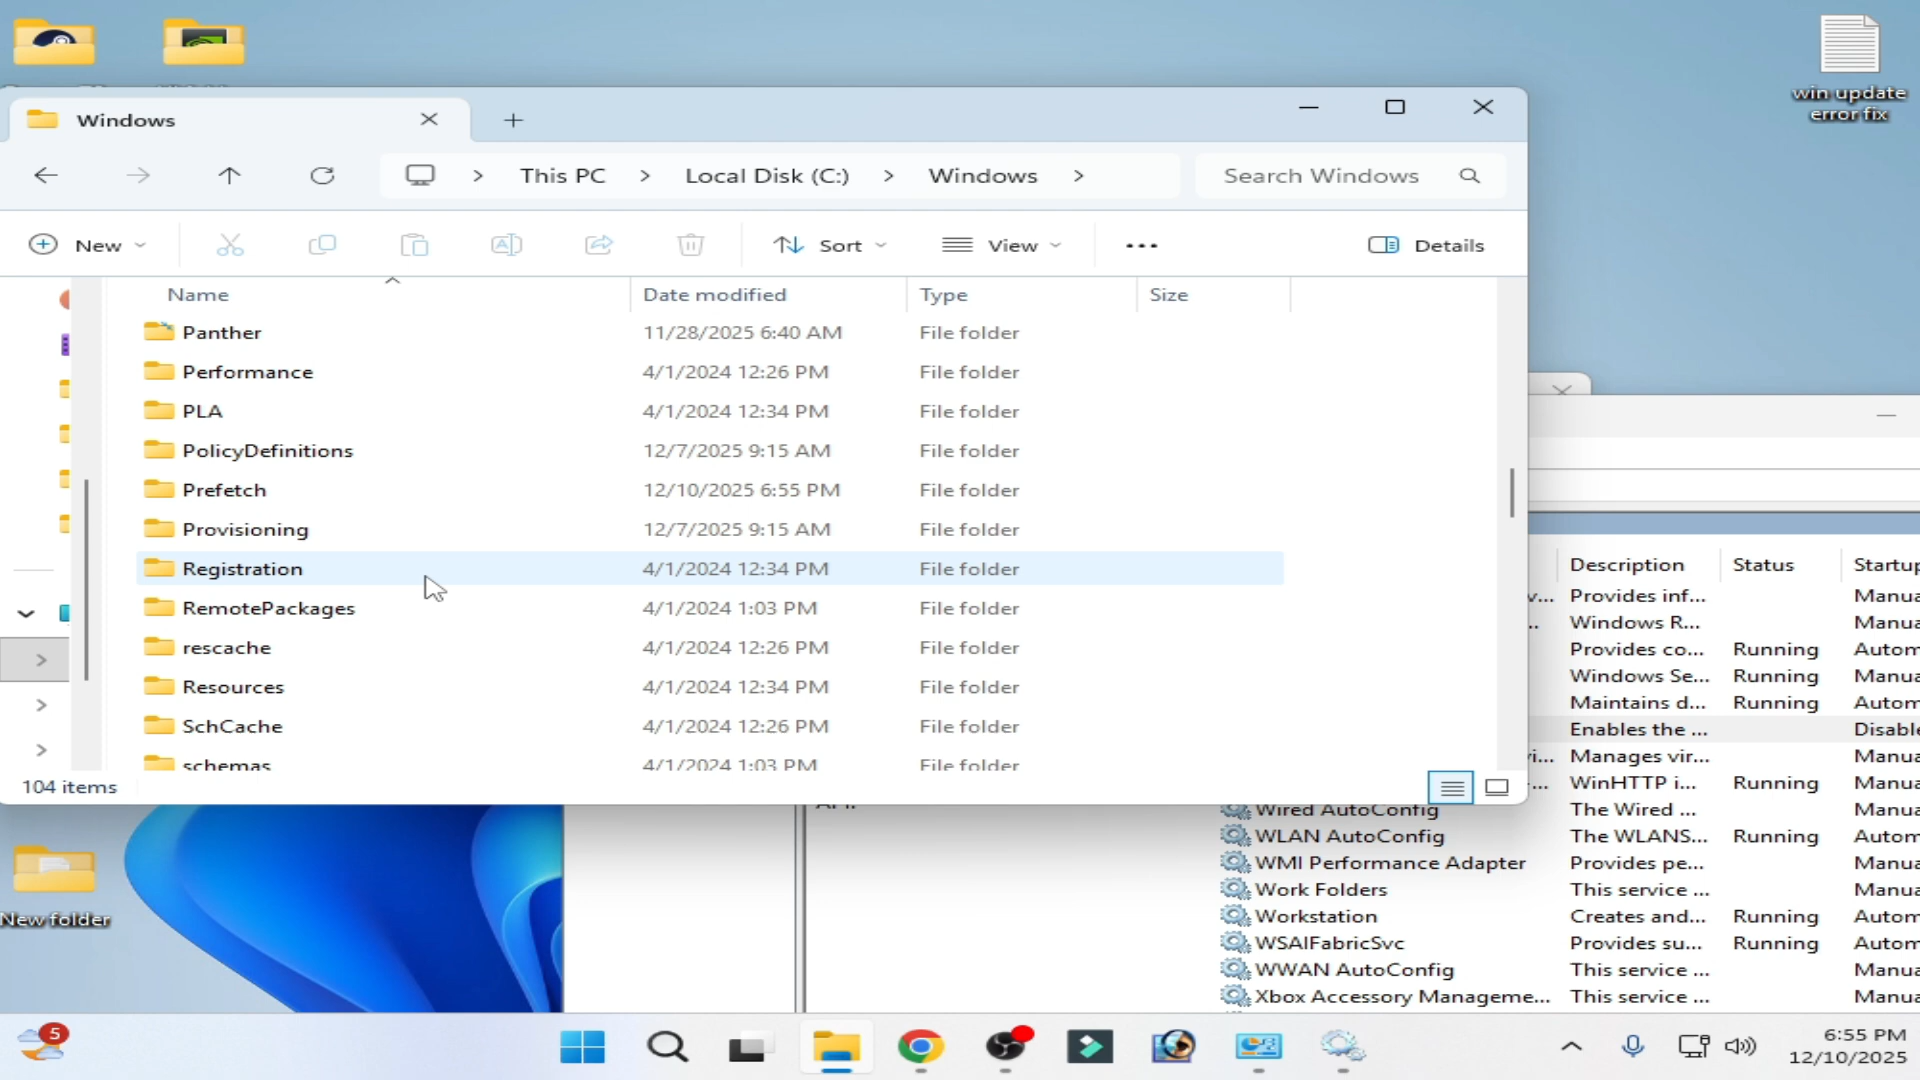 win update
error fix
Windows
This PC > Local Disk (C:) > Windows >
Search Windows
New
Sort
View
Details
Name Date modified Type Size
Panther 11/28/2025 6:40 AM File folder
Performance 4/1/2024 12:26 PM File folder
PLA 4/1/2024 12:34 PM File folder
PolicyDefinitions 12/7/2025 9:15 AM File folder
Prefetch 12/10/2025 6:55 PM File folder
Provisioning 12/7/2025 9:15 AM File folder
Registration 4/1/2024 12:34 PM File folder
RemotePackages 4/1/2024 1:03 PM File folder
rescache 4/1/2024 12:26 PM File folder
Resources 4/1/2024 12:34 PM File folder
SchCache 4/1/2024 12:26 PM File folder
schemas 4/1/2024 1:03 PM File folder
104 items
Description Status Startup
v... Provides inf... Manua
.. Windows R... Manua
Provides co... Running Autom
Windows Se... Running Manua
Maintains d... Running Autom
Enables the ... Disable
vi... Manages vir... Manua
... WinHTTP i... Running Manua
Wired AutoConfig The Wired ... Manua
WLAN AutoConfig The WLANS... Running Autom
WMI Performance Adapter Provides pe... Manua
Work Folders This service ... Manua
Workstation Creates and... Running Autom
WSAIFabricSvc Provides su... Running Autom
WWAN AutoConfig This service ... Manua
Xbox Accessory Manageme... This service ... Manua
New folder
5
6:55 PM
12/10/2025